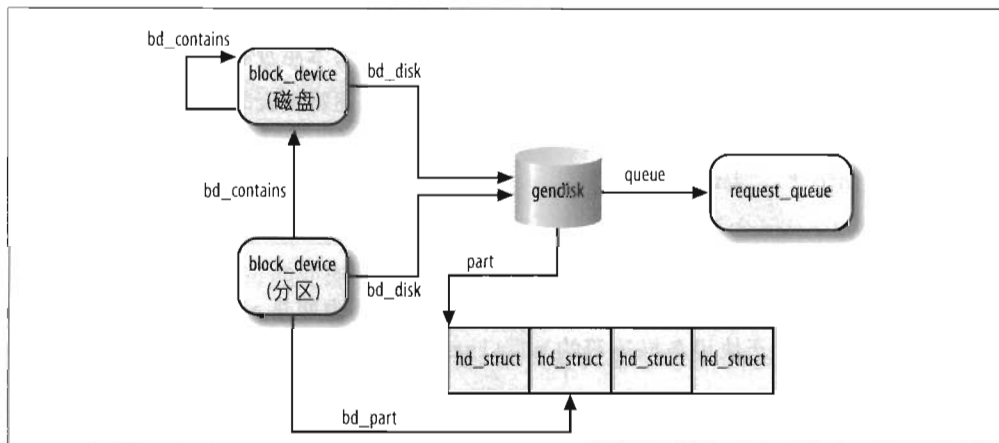 bd_contains
block_device
(磁盘)
bd_disk
bd_contains
gendisk
queue
request_queue
block_device
(分区)
bd_disk
part
hd_struct
hd_struct
hd_struct
hd_struct
bd_part